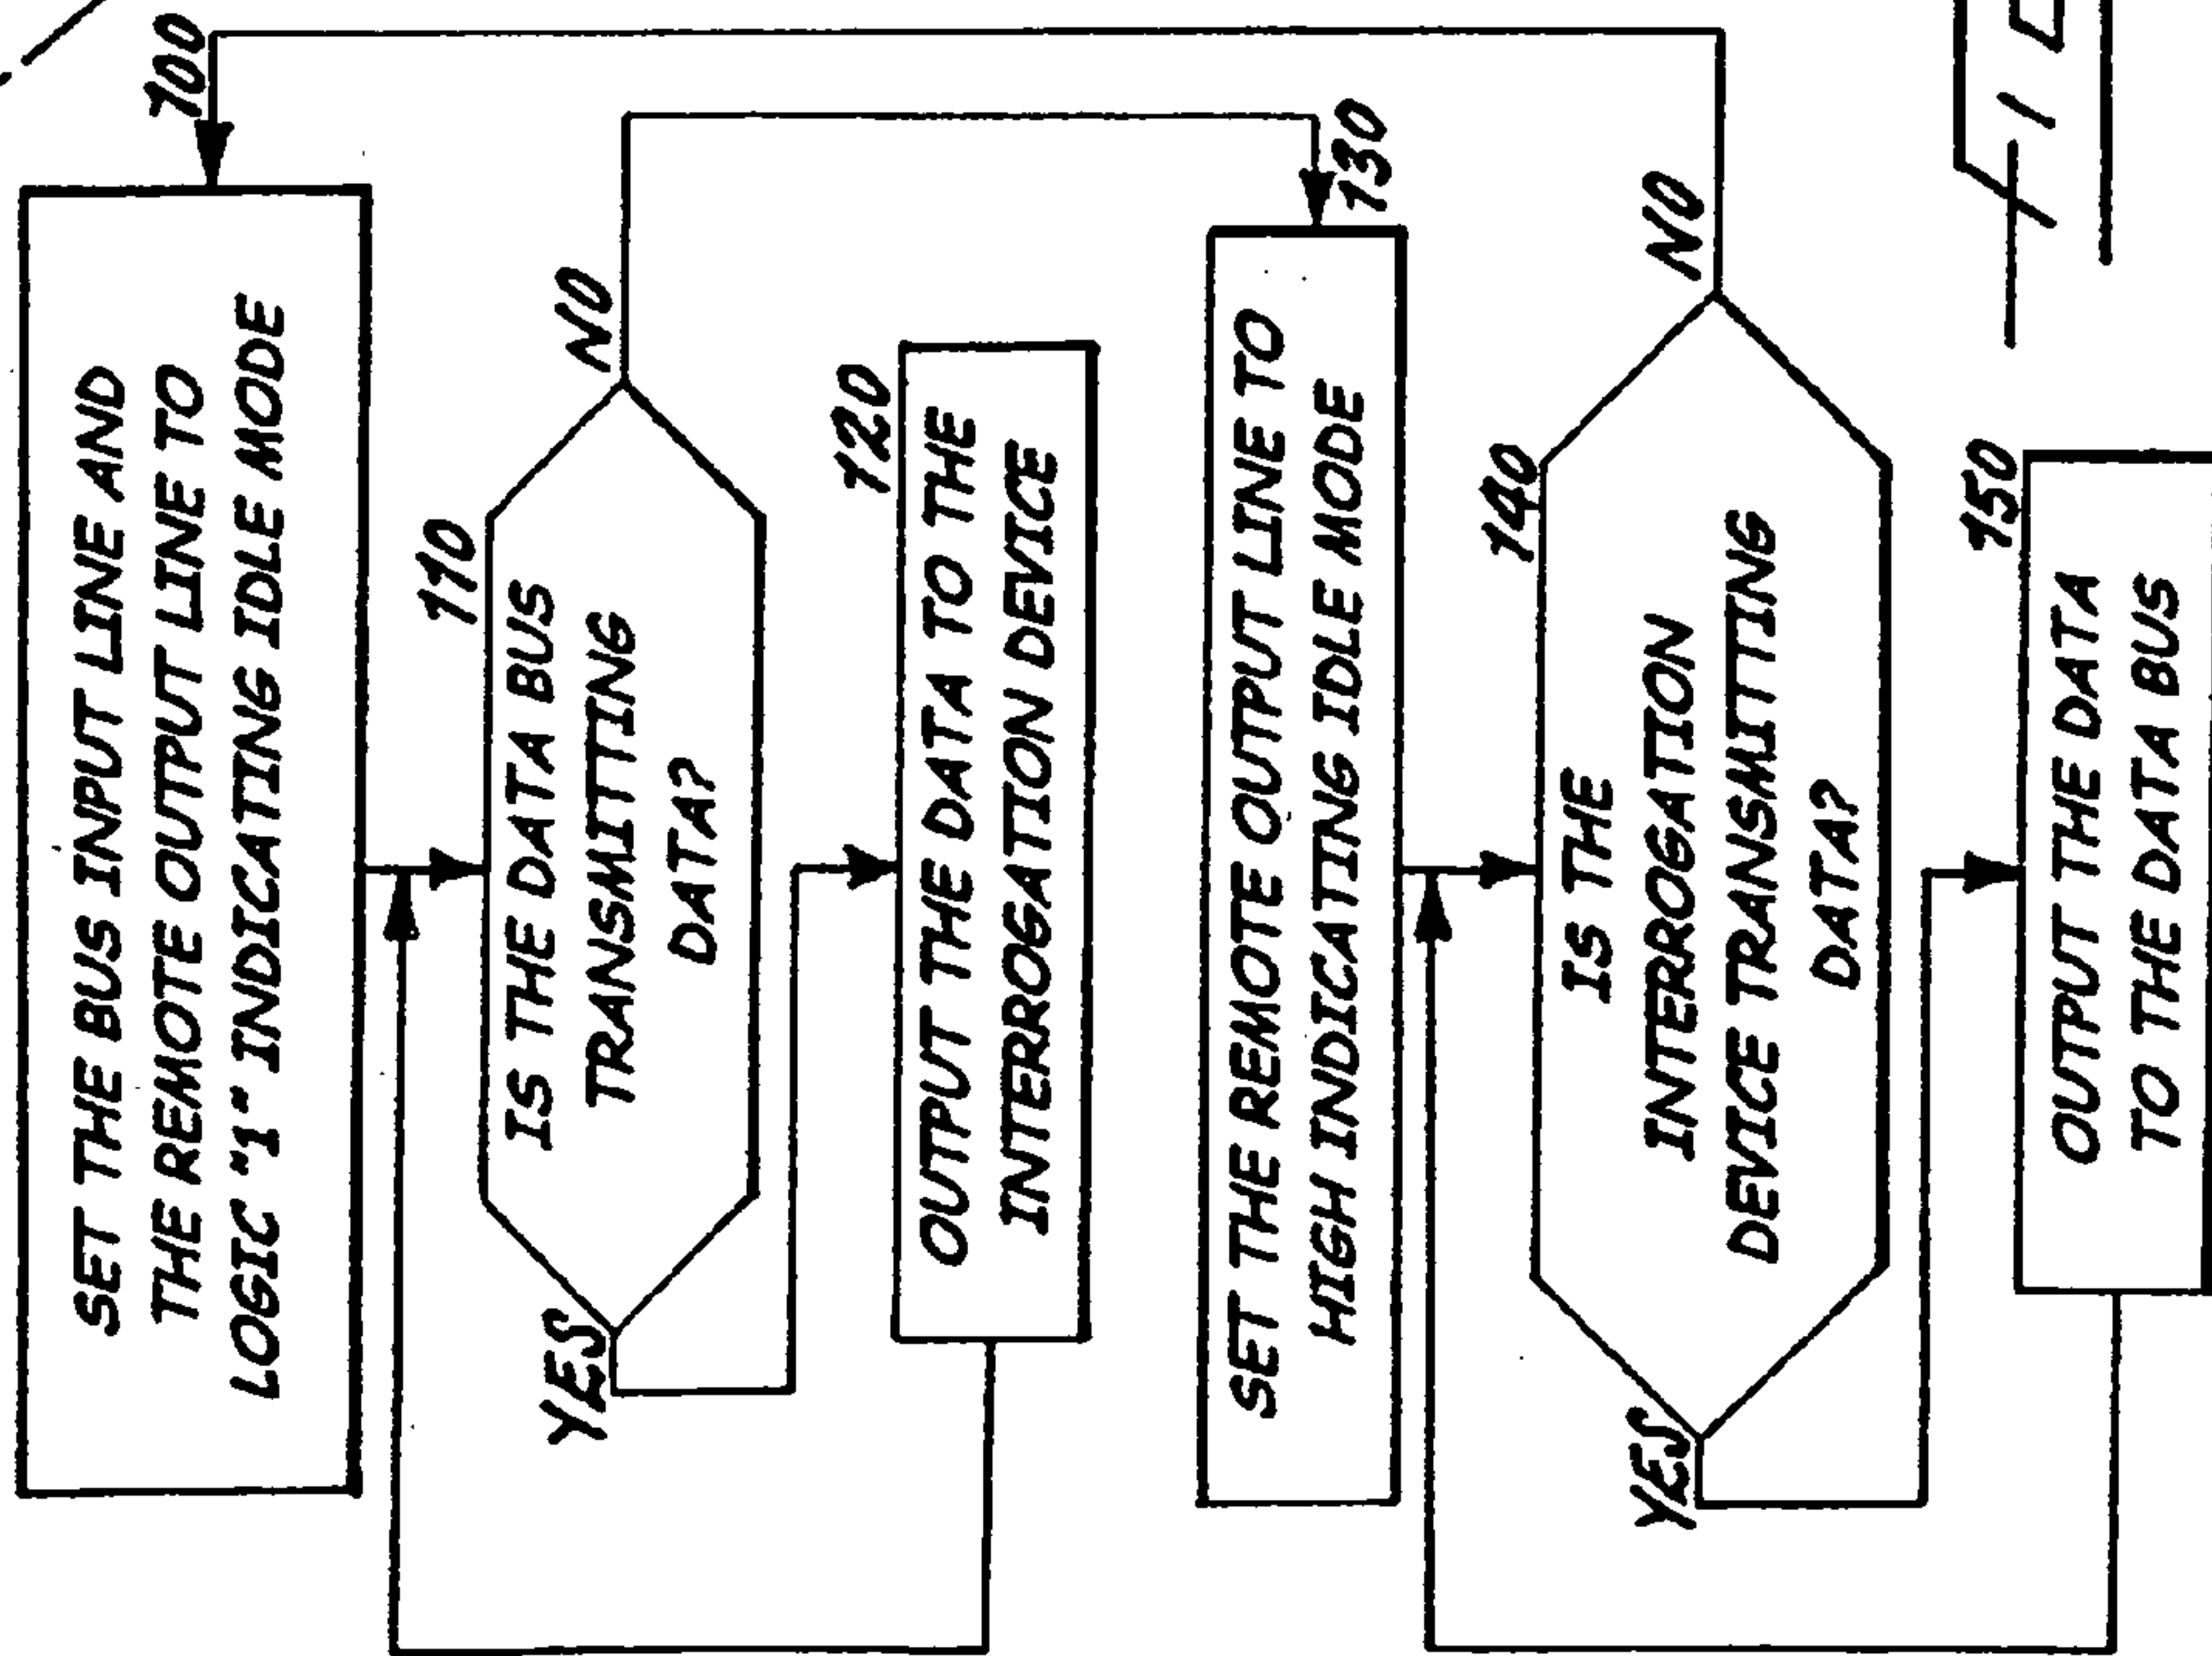 100
SET THE BUS INPUT LINE AND
THE REMOTE OUTPUT LINE TO
LOGIC "1" INDICATING IDLE MODE
110
IS THE DATA BUS
TRANSMITTING
DATA?
YES
NO
120
OUTPUT THE DATA TO THE
INTERROGATION DEVICE
130
SET THE REMOTE OUTPUT LINE TO
HIGH INDICATING IDLE MODE
140
IS THE
INTERROGATION
DEVICE TRANSMITTING
DATA?
YES
NO
150
OUTPUT THE DATA
TO THE DATA BUS